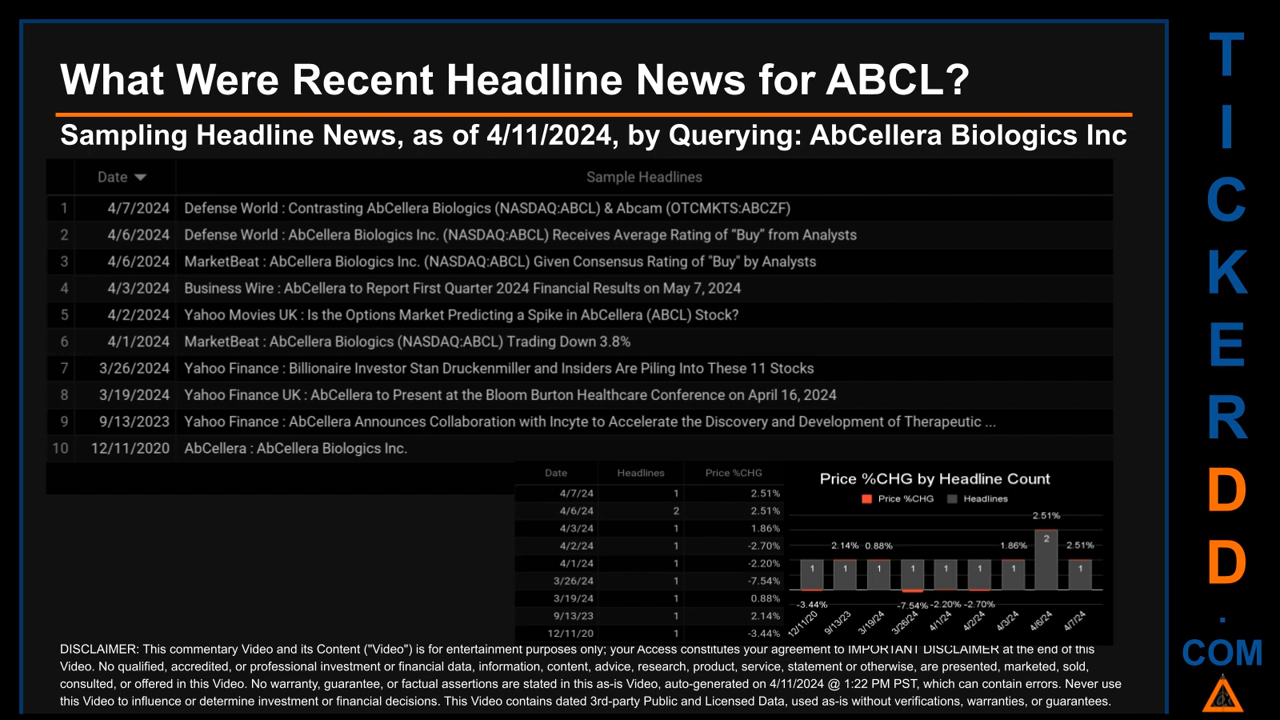 What Were Recent Headline News for ABCL?
Sampling Headline News, as of 4/11/2024, by Querying: AbCellera Biologics Inc
Date Sample Headlines
1 4/7/2024 Defense World : Contrasting AbCellera Biologics (NASDAQ:ABCL) & Abcam (OTCMKTS:ABCZF)
2 4/6/2024 Defense World : AbCellera Biologics Inc. (NASDAQ:ABCL) Receives Average Rating of “Buy” from Analysts
3 4/6/2024 MarketBeat : AbCellera Biologics Inc. (NASDAQ:ABCL) Given Consensus Rating of "Buy" by Analysts
4 4/3/2024 Business Wire : AbCellera to Report First Quarter 2024 Financial Results on May 7, 2024
5 4/2/2024 Yahoo Movies UK : Is the Options Market Predicting a Spike in AbCellera (ABCL) Stock?
6 4/1/2024 MarketBeat : AbCellera Biologics (NASDAQ:ABCL) Trading Down 3.8%
7 3/26/2024 Yahoo Finance : Billionaire Investor Stan Druckenmiller and Insiders Are Piling Into These 11 Stocks
8 3/19/2024 Yahoo Finance UK : AbCellera to Present at the Bloom Burton Healthcare Conference on April 16, 2024
9 9/13/2023 Yahoo Finance : AbCellera Announces Collaboration with Incyte to Accelerate the Discovery and Development of Therapeutic ...
10 12/11/2020 AbCellera : AbCellera Biologics Inc.
Date Headlines Price %CHG
4/7/24 1 2.51%
4/6/24 2 2.51%
4/3/24 1 1.86%
4/2/24 1 -2.70%
4/1/24 1 -2.20%
3/26/24 1 -7.54%
3/19/24 1 0.88%
9/13/23 1 2.14%
12/11/20 1 -3.44%
Price %CHG by Headline Count
Price %CHG Headlines
2.51%
2.14% 0.88% 1.86% 2.51%
2
1 1 1 1 1 1 1 1
-3.44% -7.54% -2.20% -2.70%
12/11/20 9/13/23 3/19/24 3/26/24 4/1/24 4/2/24 4/3/24 4/6/24 4/7/24
DISCLAIMER: This commentary Video and its Content ("Video") is for entertainment purposes only; your Access constitutes your agreement to IMPORTANT DISCLAIMER at the end of this
Video. No qualified, accredited, or professional investment or financial data, information, content, advice, research, product, service, statement or otherwise, are presented, marketed, sold,
consulted, or offered in this Video. No warranty, guarantee, or factual assertions are stated in this as-is Video, auto-generated on 4/11/2024 @ 1:22 PM PST, which can contain errors. Never use
this Video to influence or determine investment or financial decisions. This Video contains dated 3rd-party Public and Licensed Data, used as-is without verifications, warranties, or guarantees.
T
I
C
K
E
R
D
D
.
COM